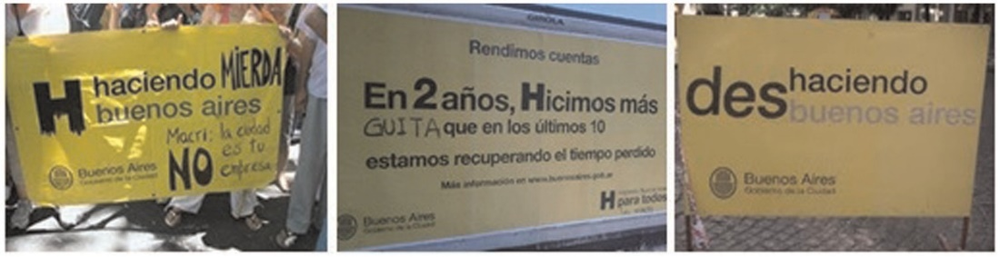 H haciendo MIERDA
buenos aires
Macri: la ciudad
es tu
NO empresa
Buenos Aires
Gobierno de la Ciudad
GIROLA
Rendimos cuentas
En 2 años, Hicimos más
GUITA que en los últimos 10
estamos recuperando el tiempo perdido
Más información en www.buenosaires.gob.ar
H
para todos
Buenos Aires
Gobierno de la Ciudad
deshaciendo
buenos aires
Buenos Aires
Gobierno de la Ciudad